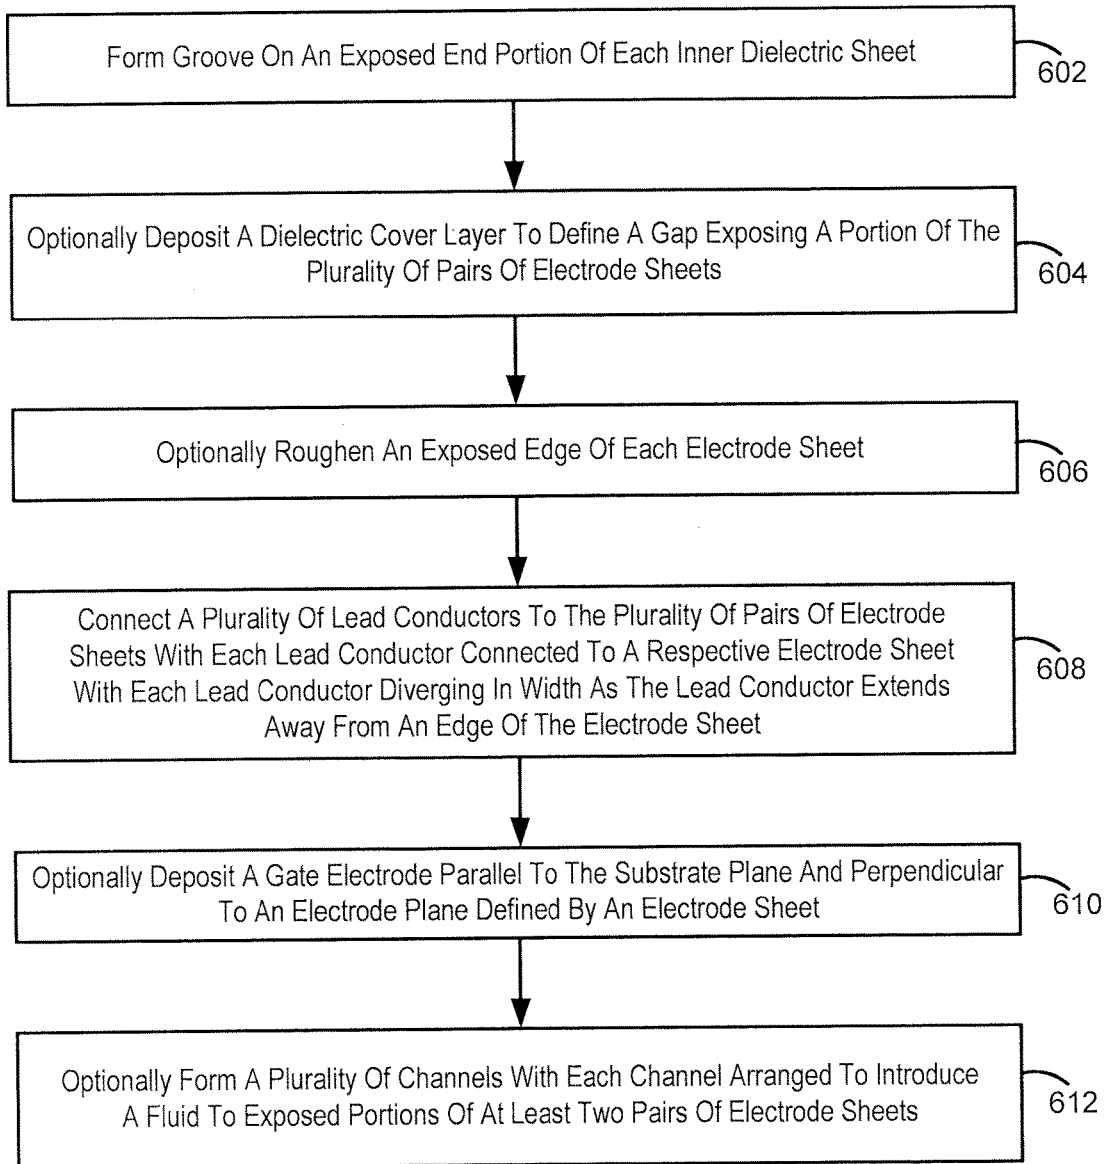 Form Groove On An Exposed End Portion Of Each Inner Dielectric Sheet
602
Optionally Deposit A Dielectric Cover Layer To Define A Gap Exposing A Portion Of The
Plurality Of Pairs Of Electrode Sheets
604
Optionally Roughen An Exposed Edge Of Each Electrode Sheet
606
Connect A Plurality Of Lead Conductors To The Plurality Of Pairs Of Electrode
Sheets With Each Lead Conductor Connected To A Respective Electrode Sheet
With Each Lead Conductor Diverging In Width As The Lead Conductor Extends
Away From An Edge Of The Electrode Sheet
608
Optionally Deposit A Gate Electrode Parallel To The Substrate Plane And Perpendicular
To An Electrode Plane Defined By An Electrode Sheet
610
Optionally Form A Plurality Of Channels With Each Channel Arranged To Introduce
A Fluid To Exposed Portions Of At Least Two Pairs Of Electrode Sheets
612